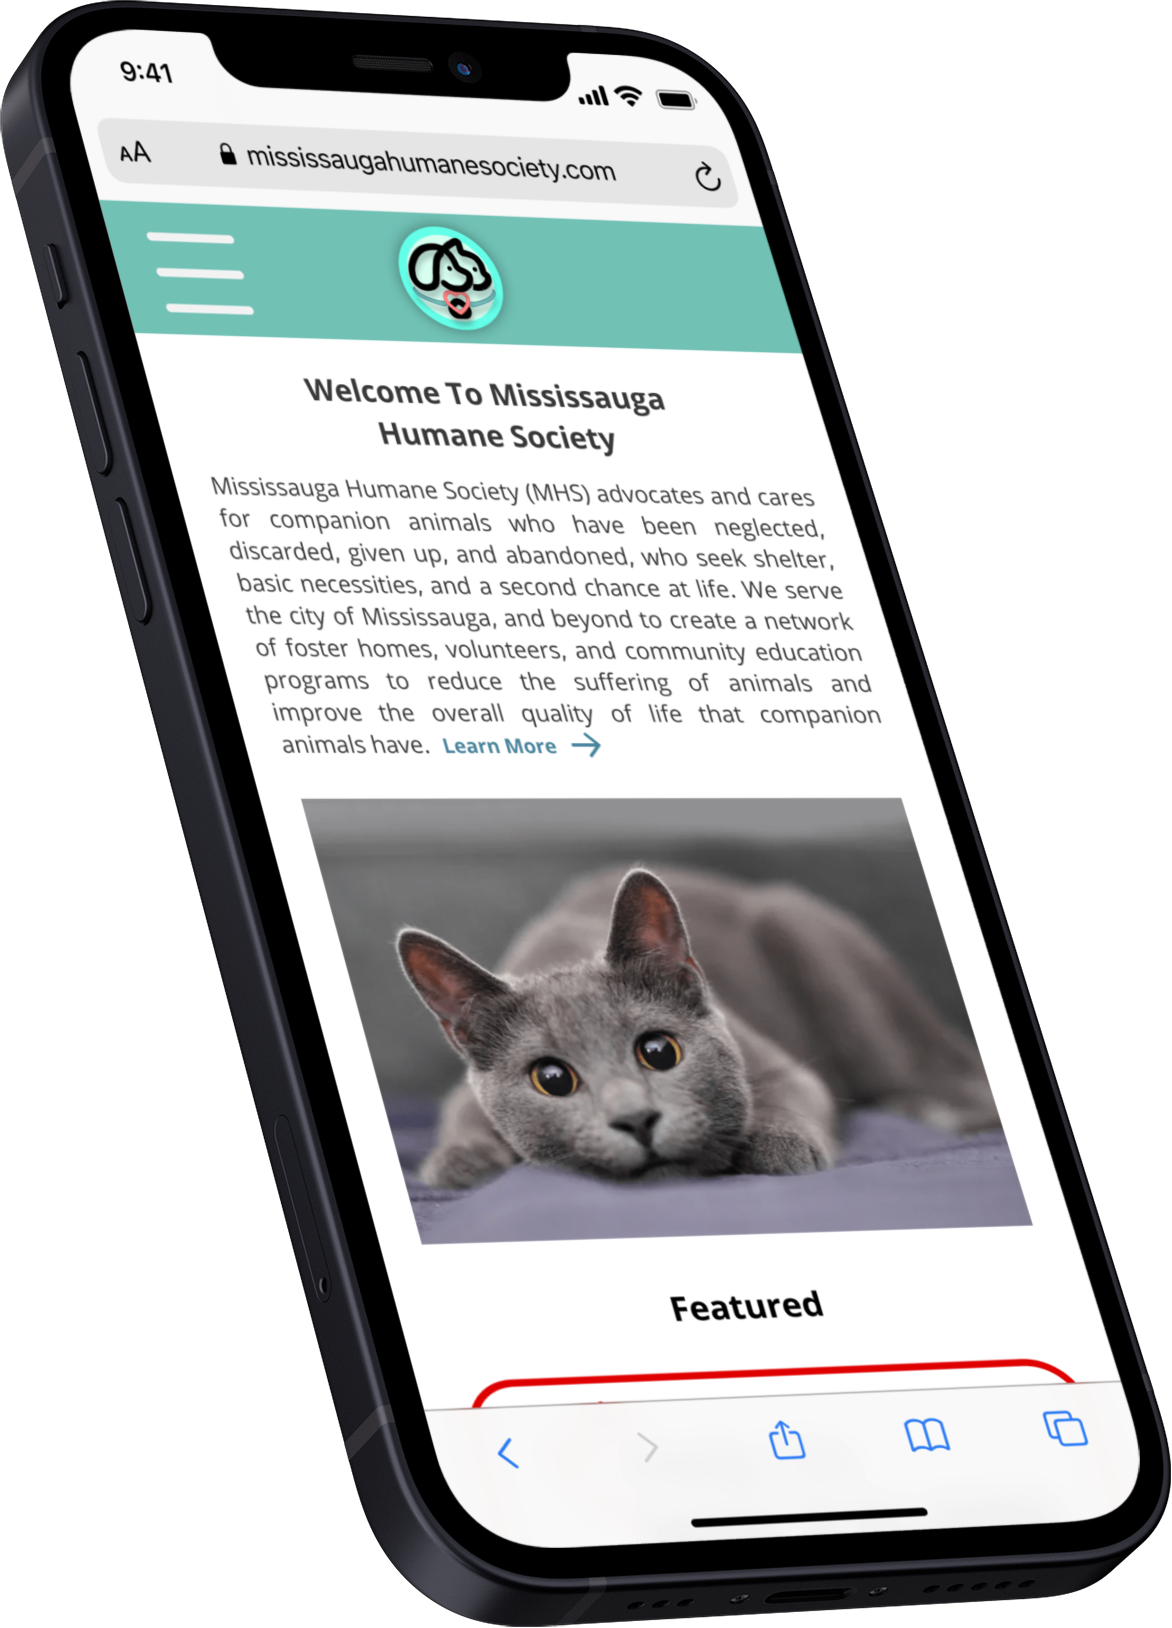 9:41
AA
mississaugahumanesociety.com
Welcome To Mississauga
Humane Society
Mississauga Humane Society (MHS) advocates and cares
for companion animals who have been neglected,
discarded, given up, and abandoned, who seek shelter,
basic necessities, and a second chance at life. We serve
the city of Mississauga, and beyond to create a network
of foster homes, volunteers, and community education
programs to reduce the suffering of animals and
improve the overall quality of life that companion
animals have. Learn More
Featured